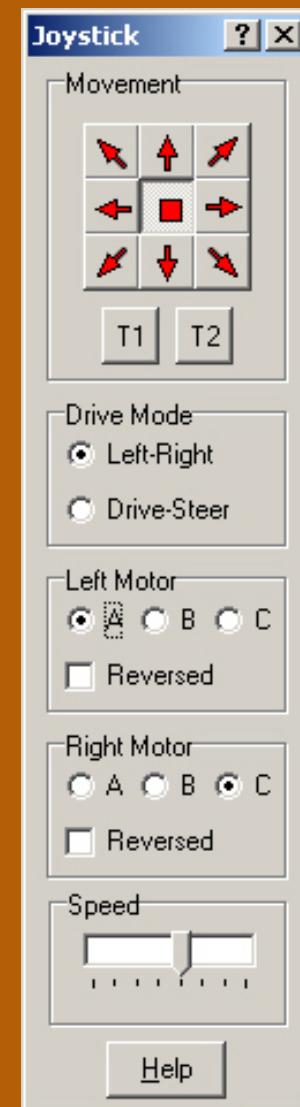 Joystick ? ×
Movement
T1 T2
Drive Mode
Left-Right
Drive-Steer
Left Motor
A B C
Reversed
Right Motor
A B C
Reversed
Speed
Help